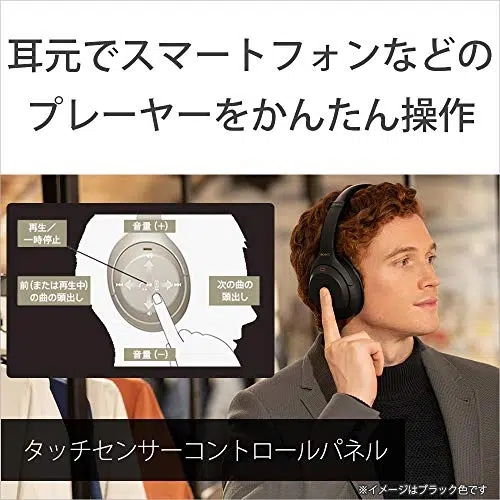 耳元でスマートフォンなどの
プレーヤーをかんたん操作
音量（＋）
再生／
一時停止
前（または再生中）
の曲の頭出し
次の曲の
頭出し
音量（－）
SONY
タッチセンサーコントロールパネル
※イメージはブラック色です